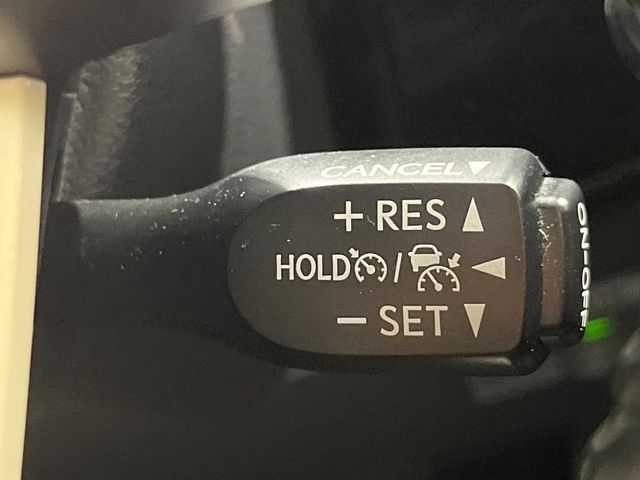 CANCEL▼
+RES ▲
HOLD / ◀
− SET ▼
ON-OFF